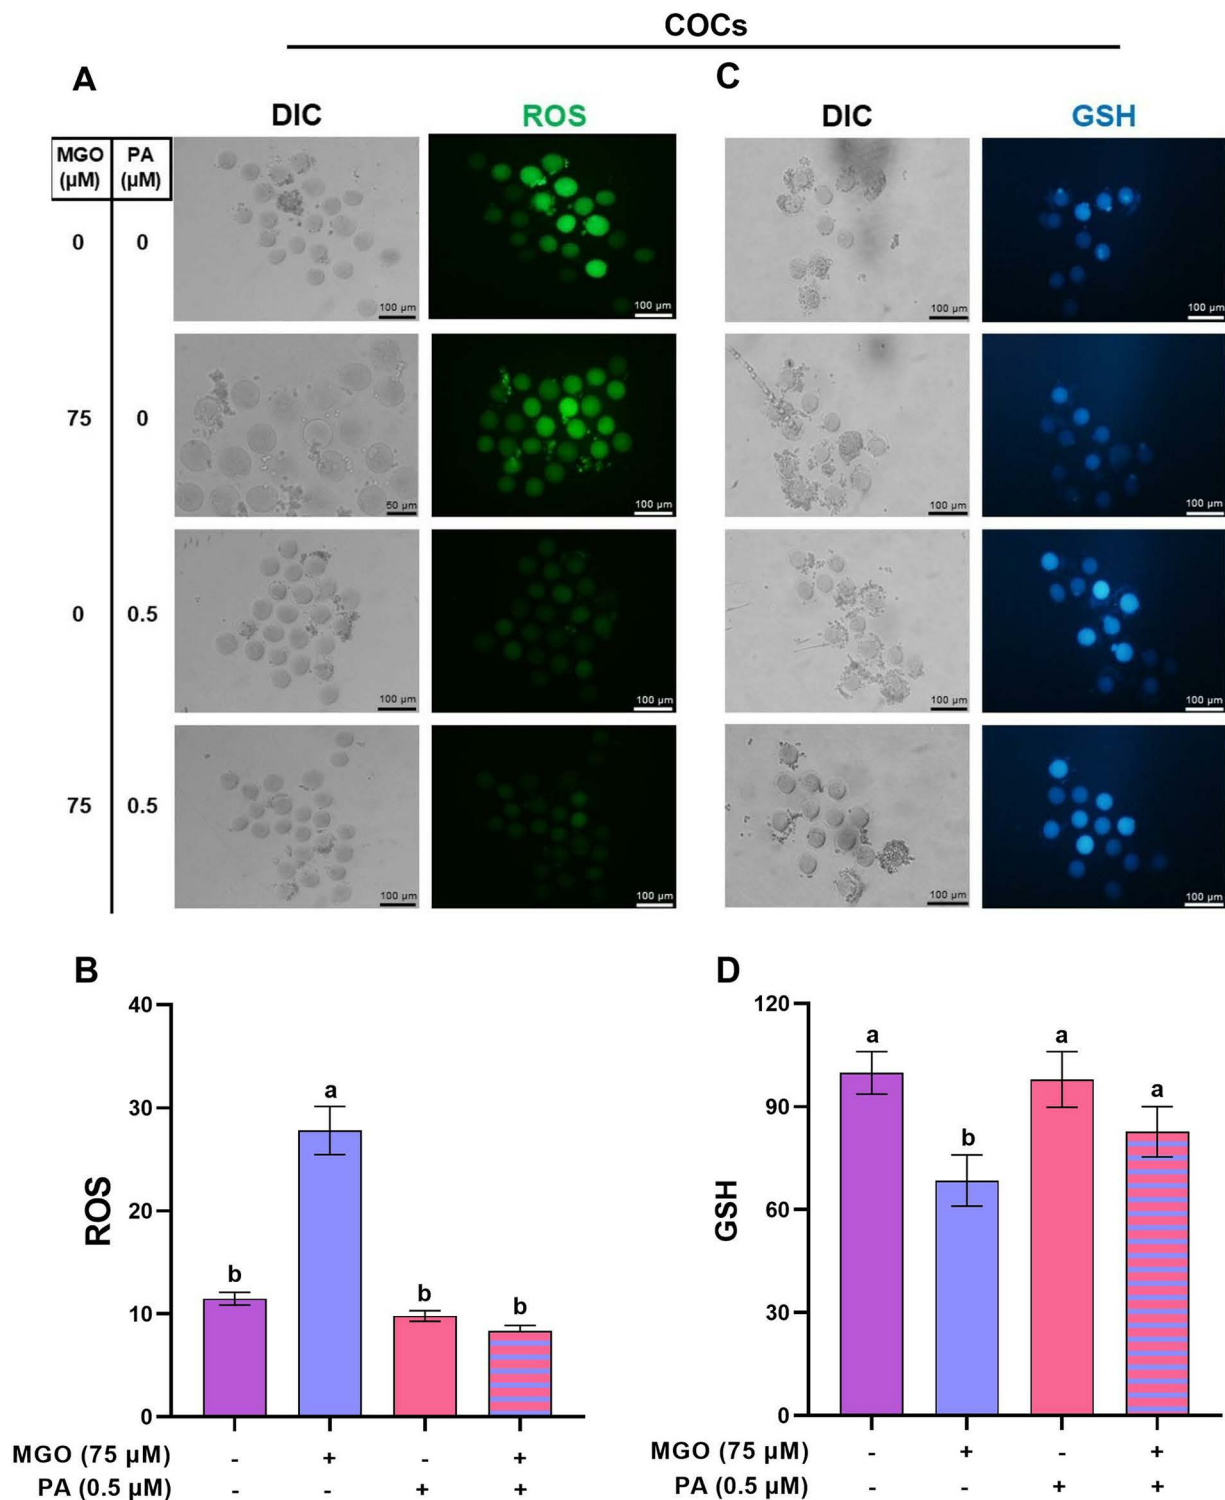 COCs
A
C
DIC
ROS
DIC
GSH
MGO
(µM)
PA
(µM)
0
0
100 µm
100 µm
100 µm
100 µm
75
0
50 µm
100 µm
100 µm
100 µm
0
0.5
100 µm
100 µm
100 µm
100 µm
75
0.5
100 µm
100 µm
100 µm
100 µm
B
ROS
40
30
20
10
0
b
a
b
b
MGO (75 µM) - + - +
PA (0.5 µM) - - + +
D
GSH
120
90
60
30
0
a
b
a
a
MGO (75 µM) - + - +
PA (0.5 µM) - - + +